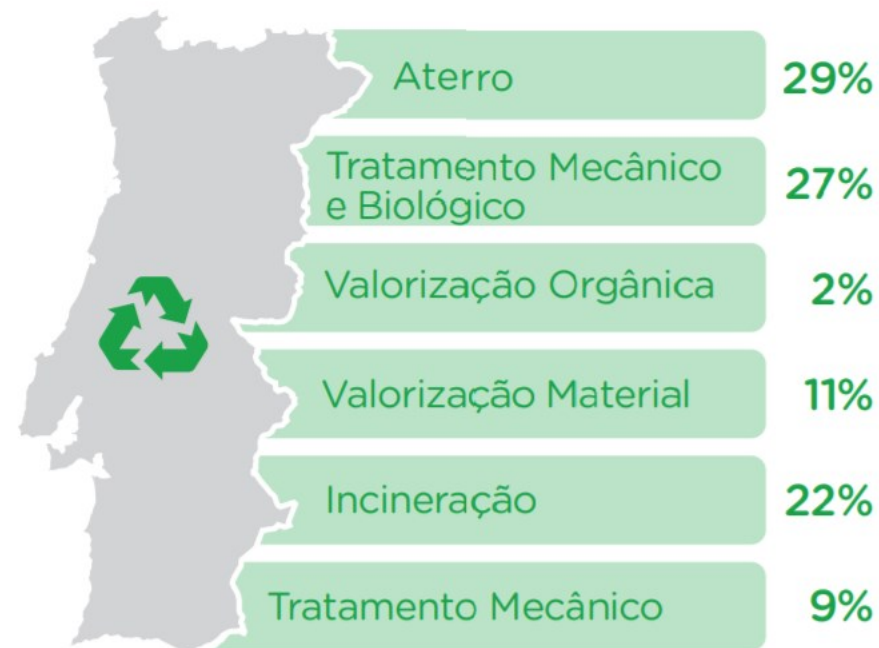 Aterro 29%
Tratamento Mecânico
e Biológico 27%
Valorização Orgânica 2%
Valorização Material 11%
Incineração 22%
Tratamento Mecânico 9%